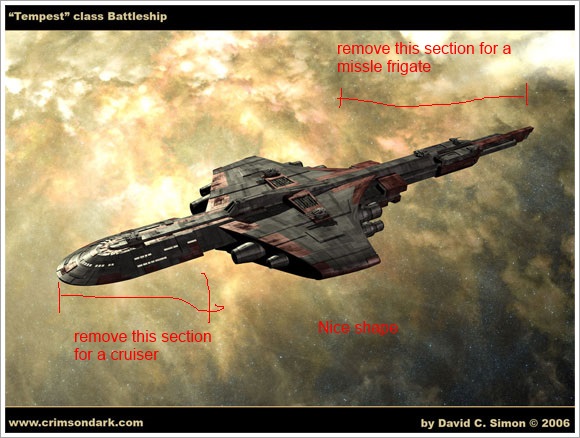 “Tempest” class Battleship
remove this section for a
missle frigate
remove this section
for a cruiser
Nice shape
www.crimsondark.com
by David C. Simon © 2006